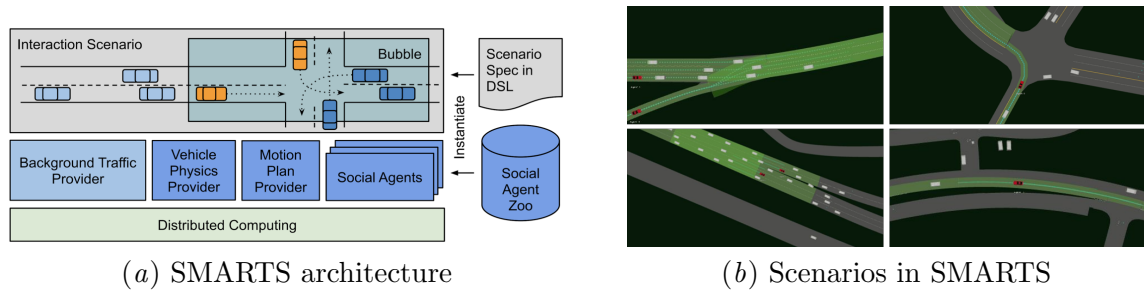 Interaction Scenario
Bubble
Scenario
Spec in
DSL
Instantiate
Background Traffic
Provider
Vehicle
Physics
Provider
Motion
Plan
Provider
Social Agents
Social
Agent
Zoo
Distributed Computing
(a) SMARTS architecture
(b) Scenarios in SMARTS